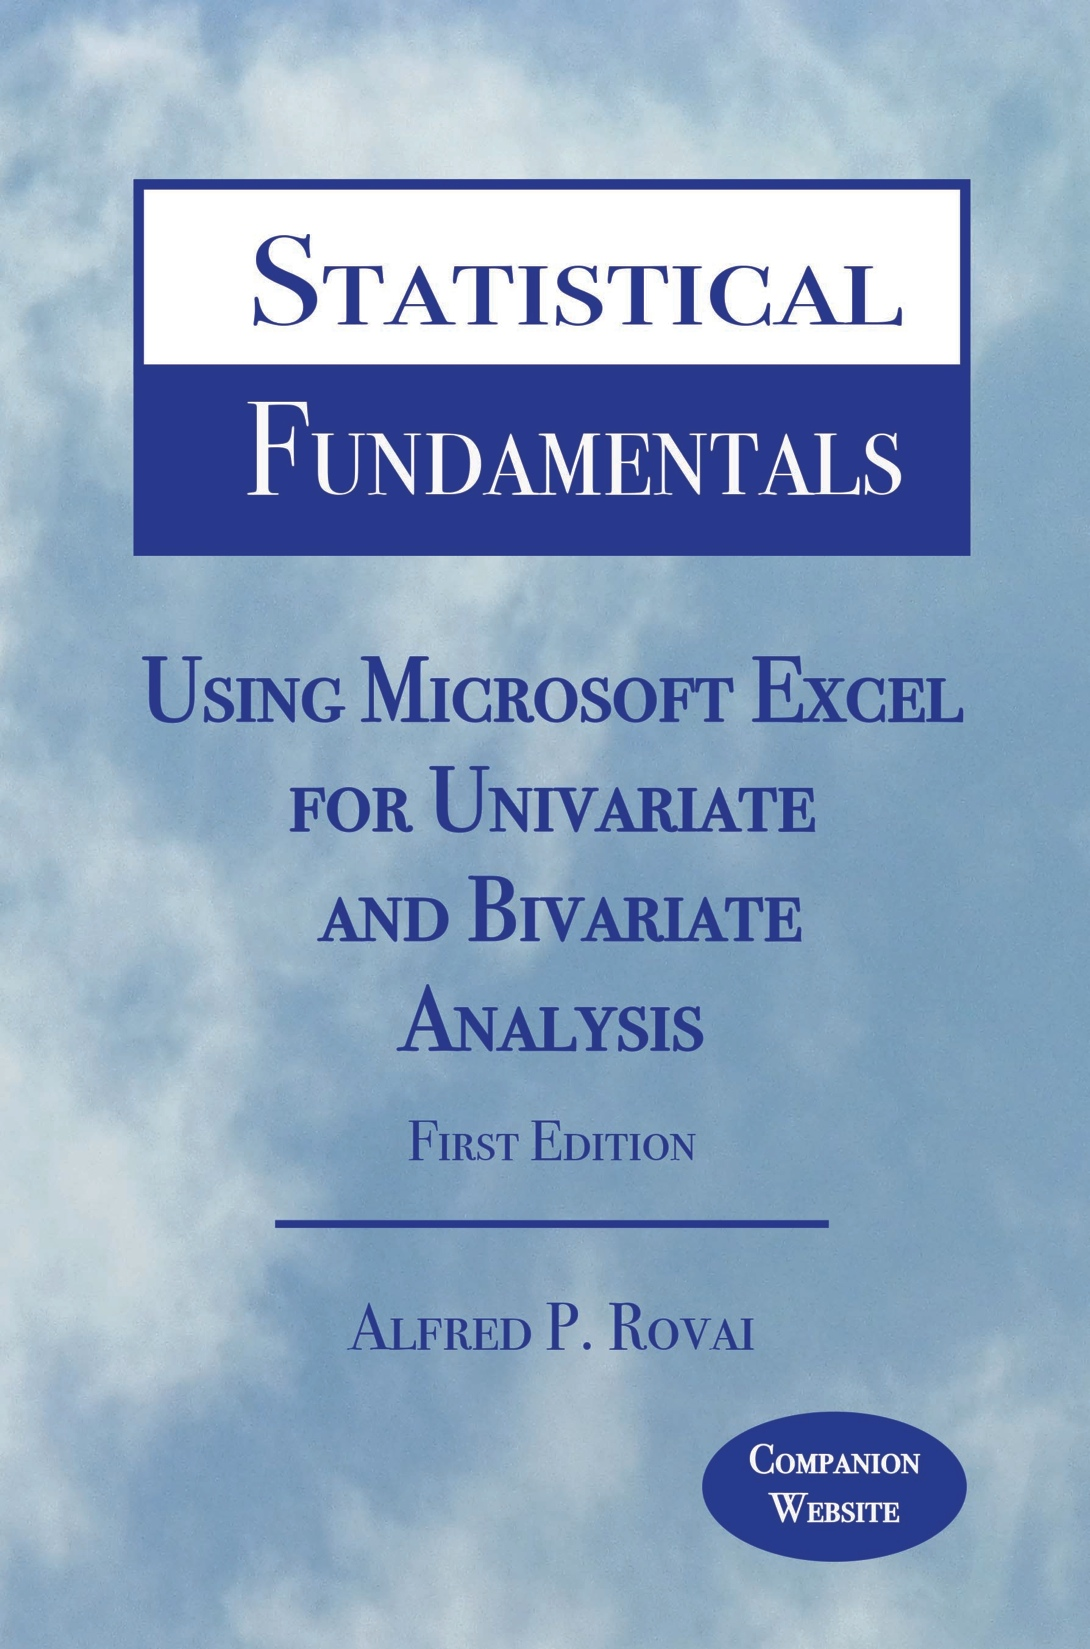 Statistical
Fundamentals
Using Microsoft Excel
for Univariate
and Bivariate
Analysis
First Edition
Alfred P. Rovai
Companion
Website